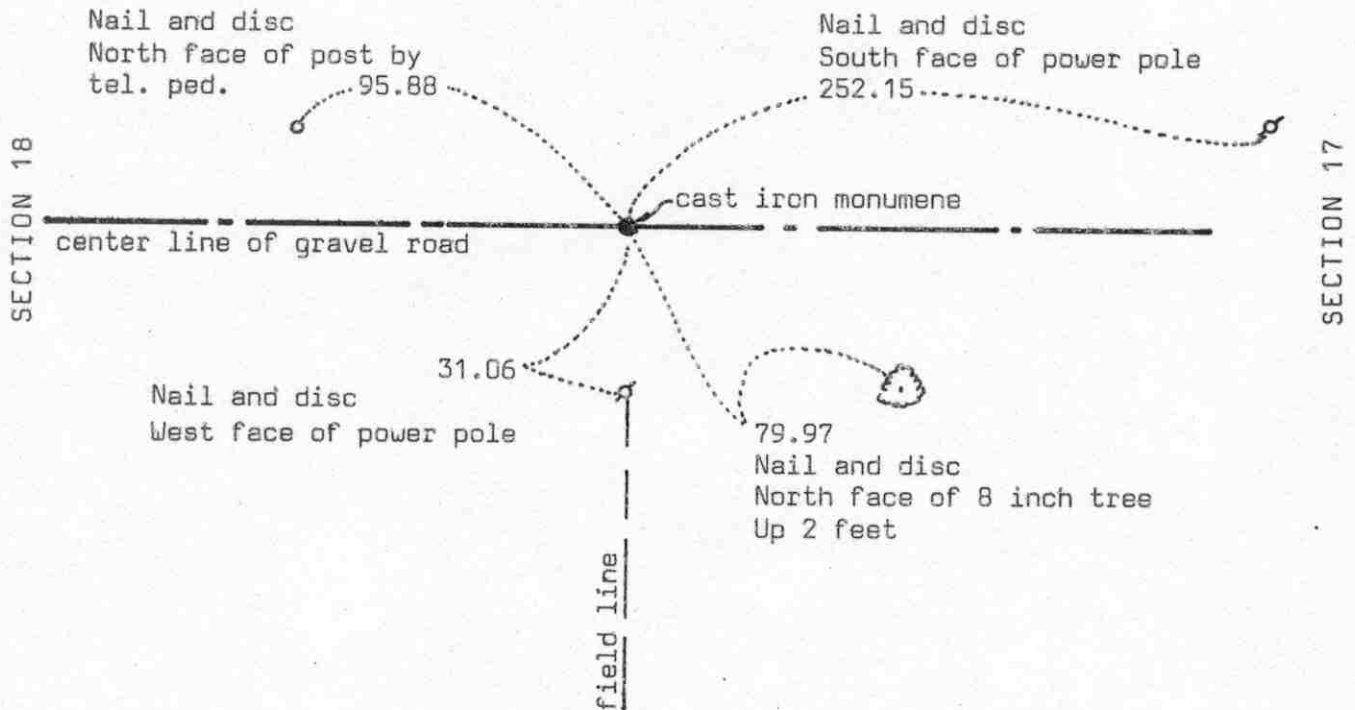 Nail and disc
North face of post by
tel. ped.
95.88
Nail and disc
South face of power pole
252.15
SECTION 18
SECTION 17
cast iron monumene
center line of gravel road
31.06
Nail and disc
West face of power pole
79.97
Nail and disc
North face of 8 inch tree
Up 2 feet
field line